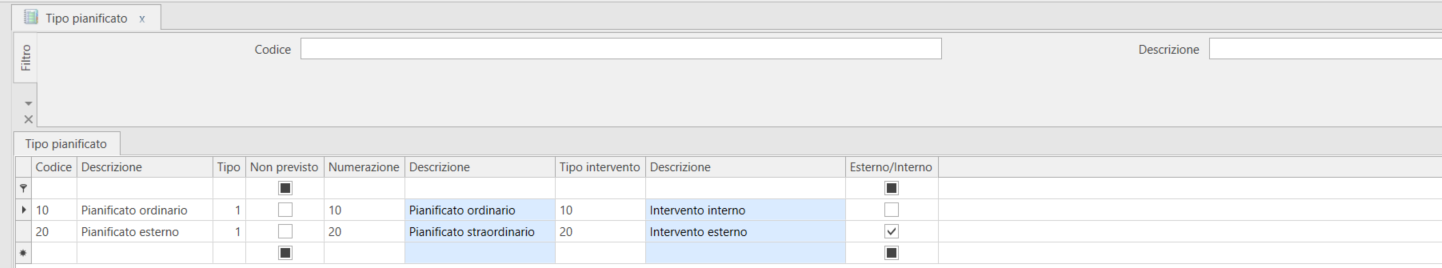 Tipo pianificato x
Codice Descrizione
Filtro
Tipo pianificato
Codice Descrizione Tipo Non previsto Numerazione Descrizione Tipo intervento Descrizione Esterno/Interno
10 Pianificato ordinario 1 10 Pianificato ordinario 10 Intervento interno
20 Pianificato esterno 1 20 Pianificato straordinario 20 Intervento esterno